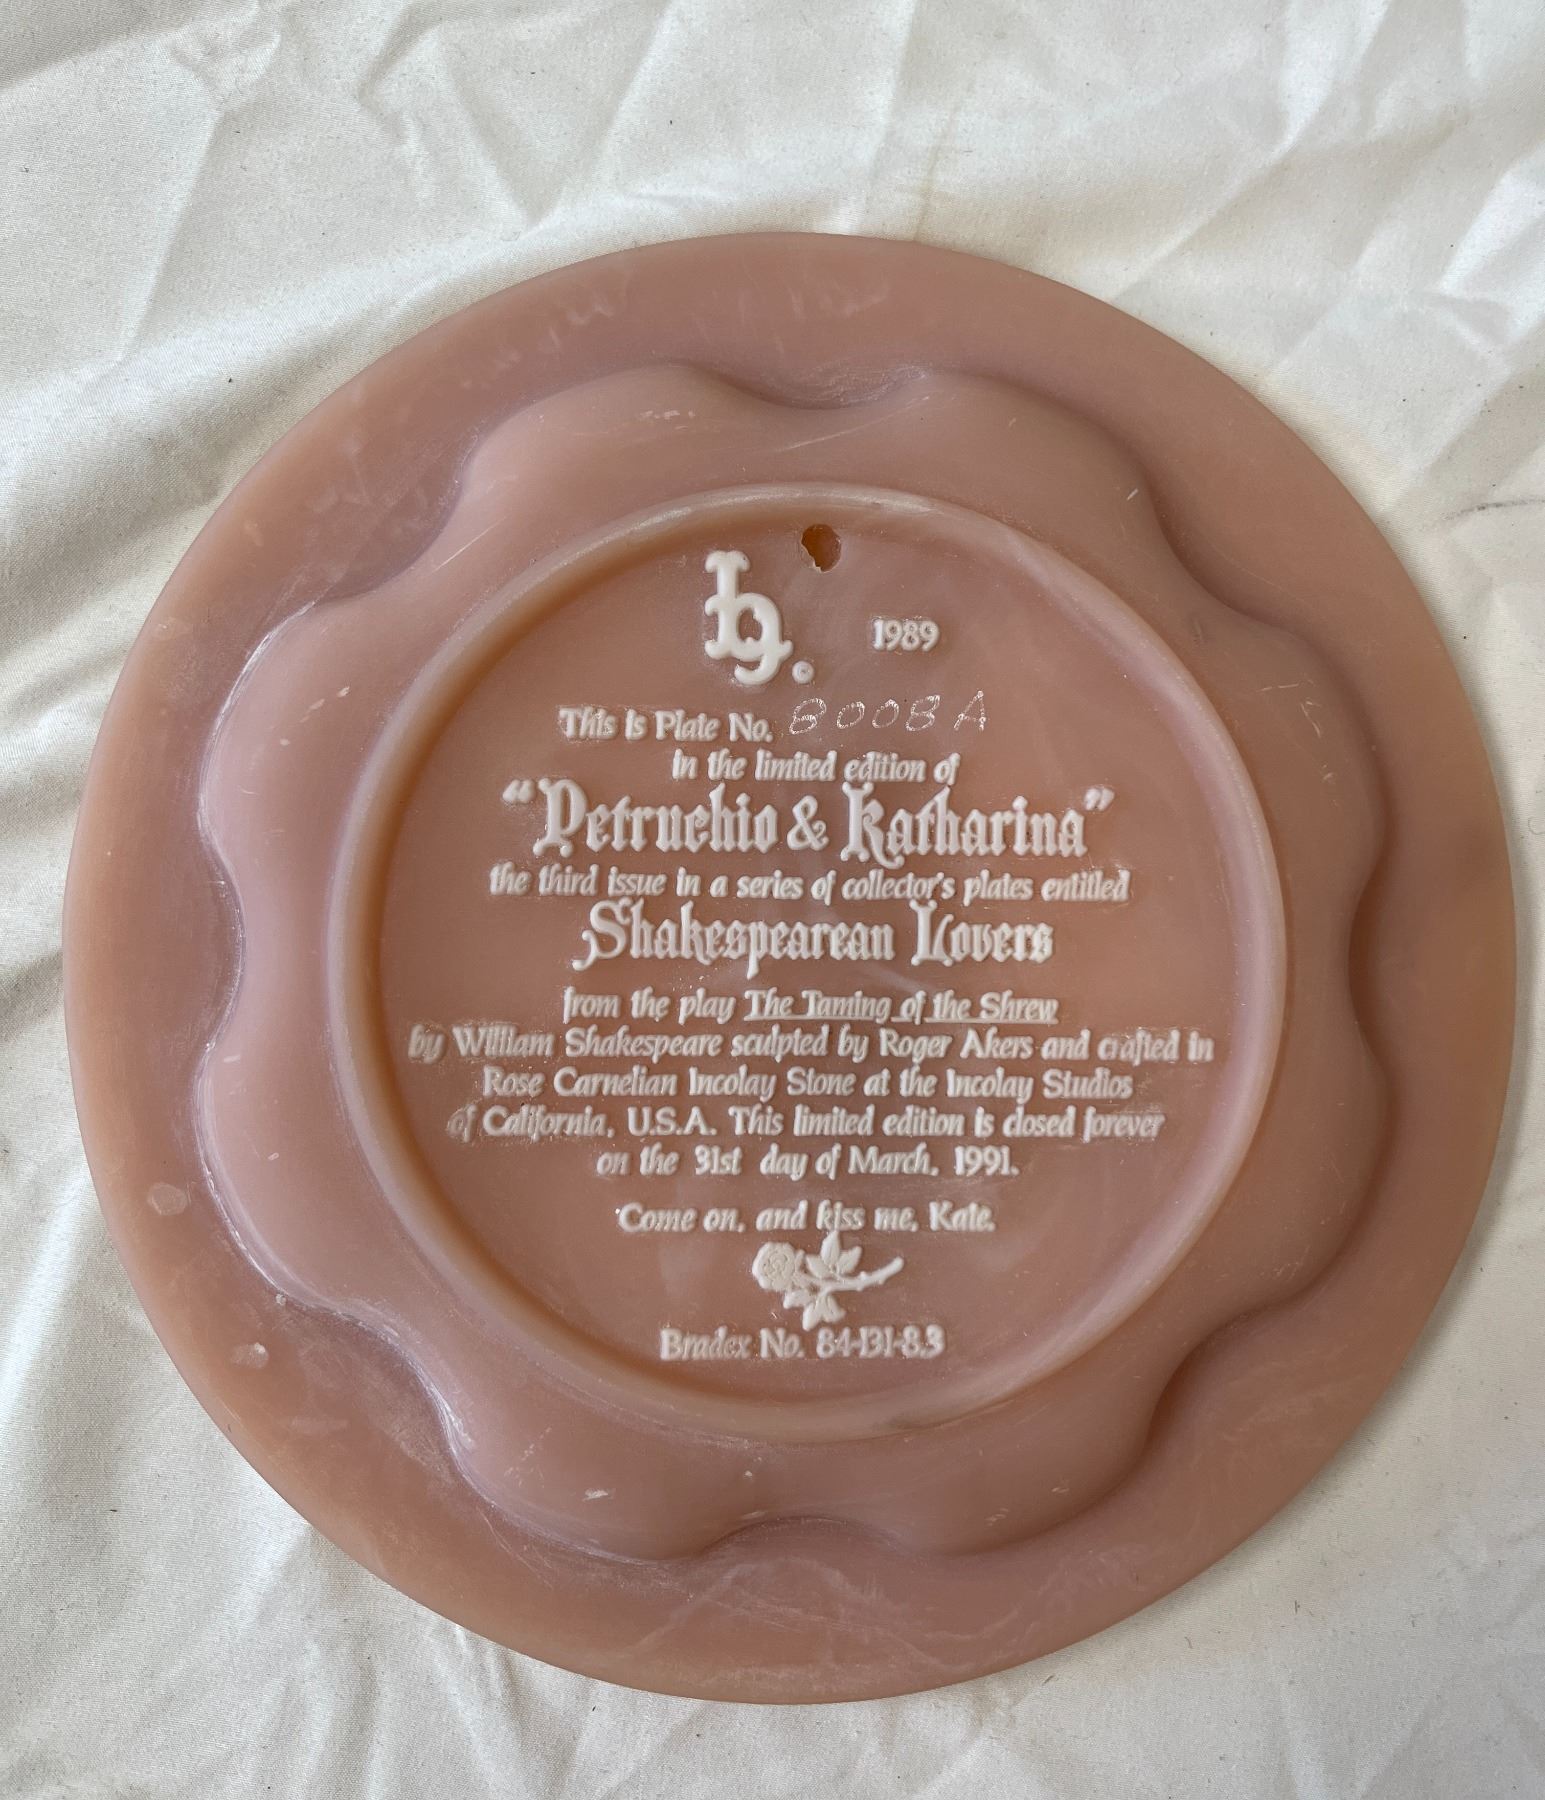 1989
This is Plate No. 8008A
in the limited edition of
“Petruchio & Katharina”
the third issue in a series of collector's plates entitled
Shakespearean Lovers
from the play The Taming of the Shrew
by William Shakespeare sculpted by Roger Akers and crafted in
Rose Carnelian Incolay Stone at the Incolay Studios
of California, U.S.A. This limited edition is closed forever
on the 31st day of March, 1991.
Come on, and kiss me, Kate.
Bradex No. 84-131-8.3